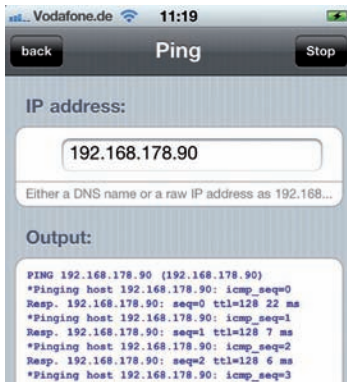 Vodafone.de 11:19
back Ping Stop
IP address:
192.168.178.90
Either a DNS name or a raw IP address as 192.168...
Output:
PING 192.168.178.90 (192.168.178.90)
*Pinging host 192.168.178.90: icmp_seq=0
Resp. 192.168.178.90: seq=0 ttl=128 22 ms
*Pinging host 192.168.178.90: icmp_seq=1
Resp. 192.168.178.90: seq=1 ttl=128 7 ms
*Pinging host 192.168.178.90: icmp_seq=2
Resp. 192.168.178.90: seq=2 ttl=128 6 ms
*Pinging host 192.168.178.90: icmp_seq=3